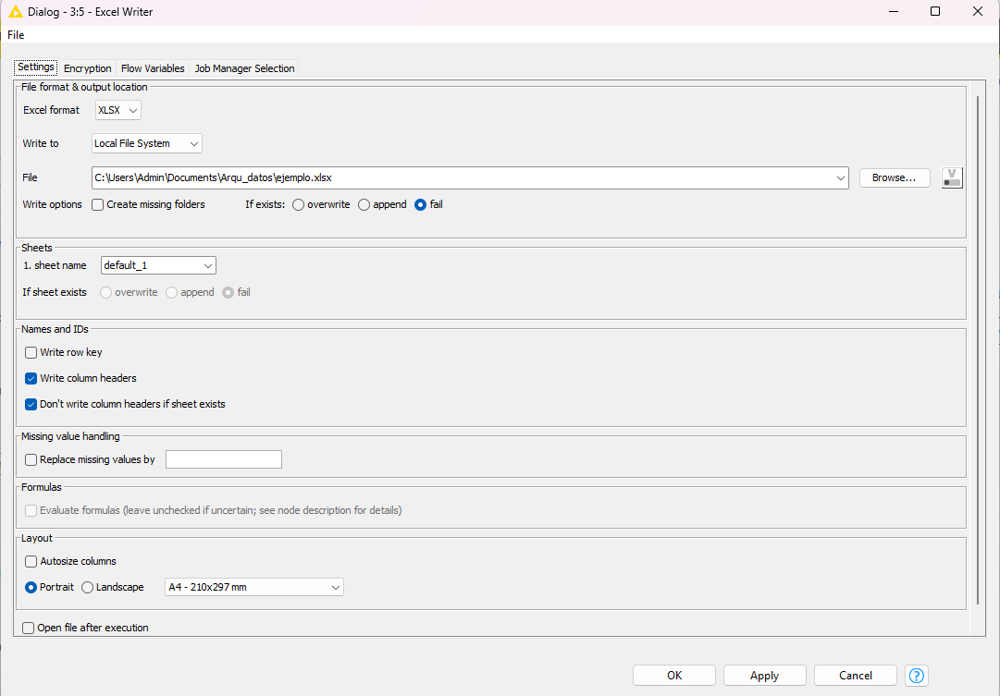 Dialog - 3:5 - Excel Writer
File
Settings Encryption Flow Variables Job Manager Selection
File format & output location
Excel format XLSX
Write to Local File System
File C:\Users\Admin\Documents\Arqu_datos\ejemplo.xlsx Browse... V
Write options Create missing folders If exists: overwrite append fail
Sheets
1. sheet name default_1
If sheet exists overwrite append fail
Names and IDs
Write row key
Write column headers
Don't write column headers if sheet exists
Missing value handling
Replace missing values by
Formulas
Evaluate formulas (leave unchecked if uncertain; see node description for details)
Layout
Autosize columns
Portrait Landscape A4 - 210x297 mm
Open file after execution
OK Apply Cancel ?